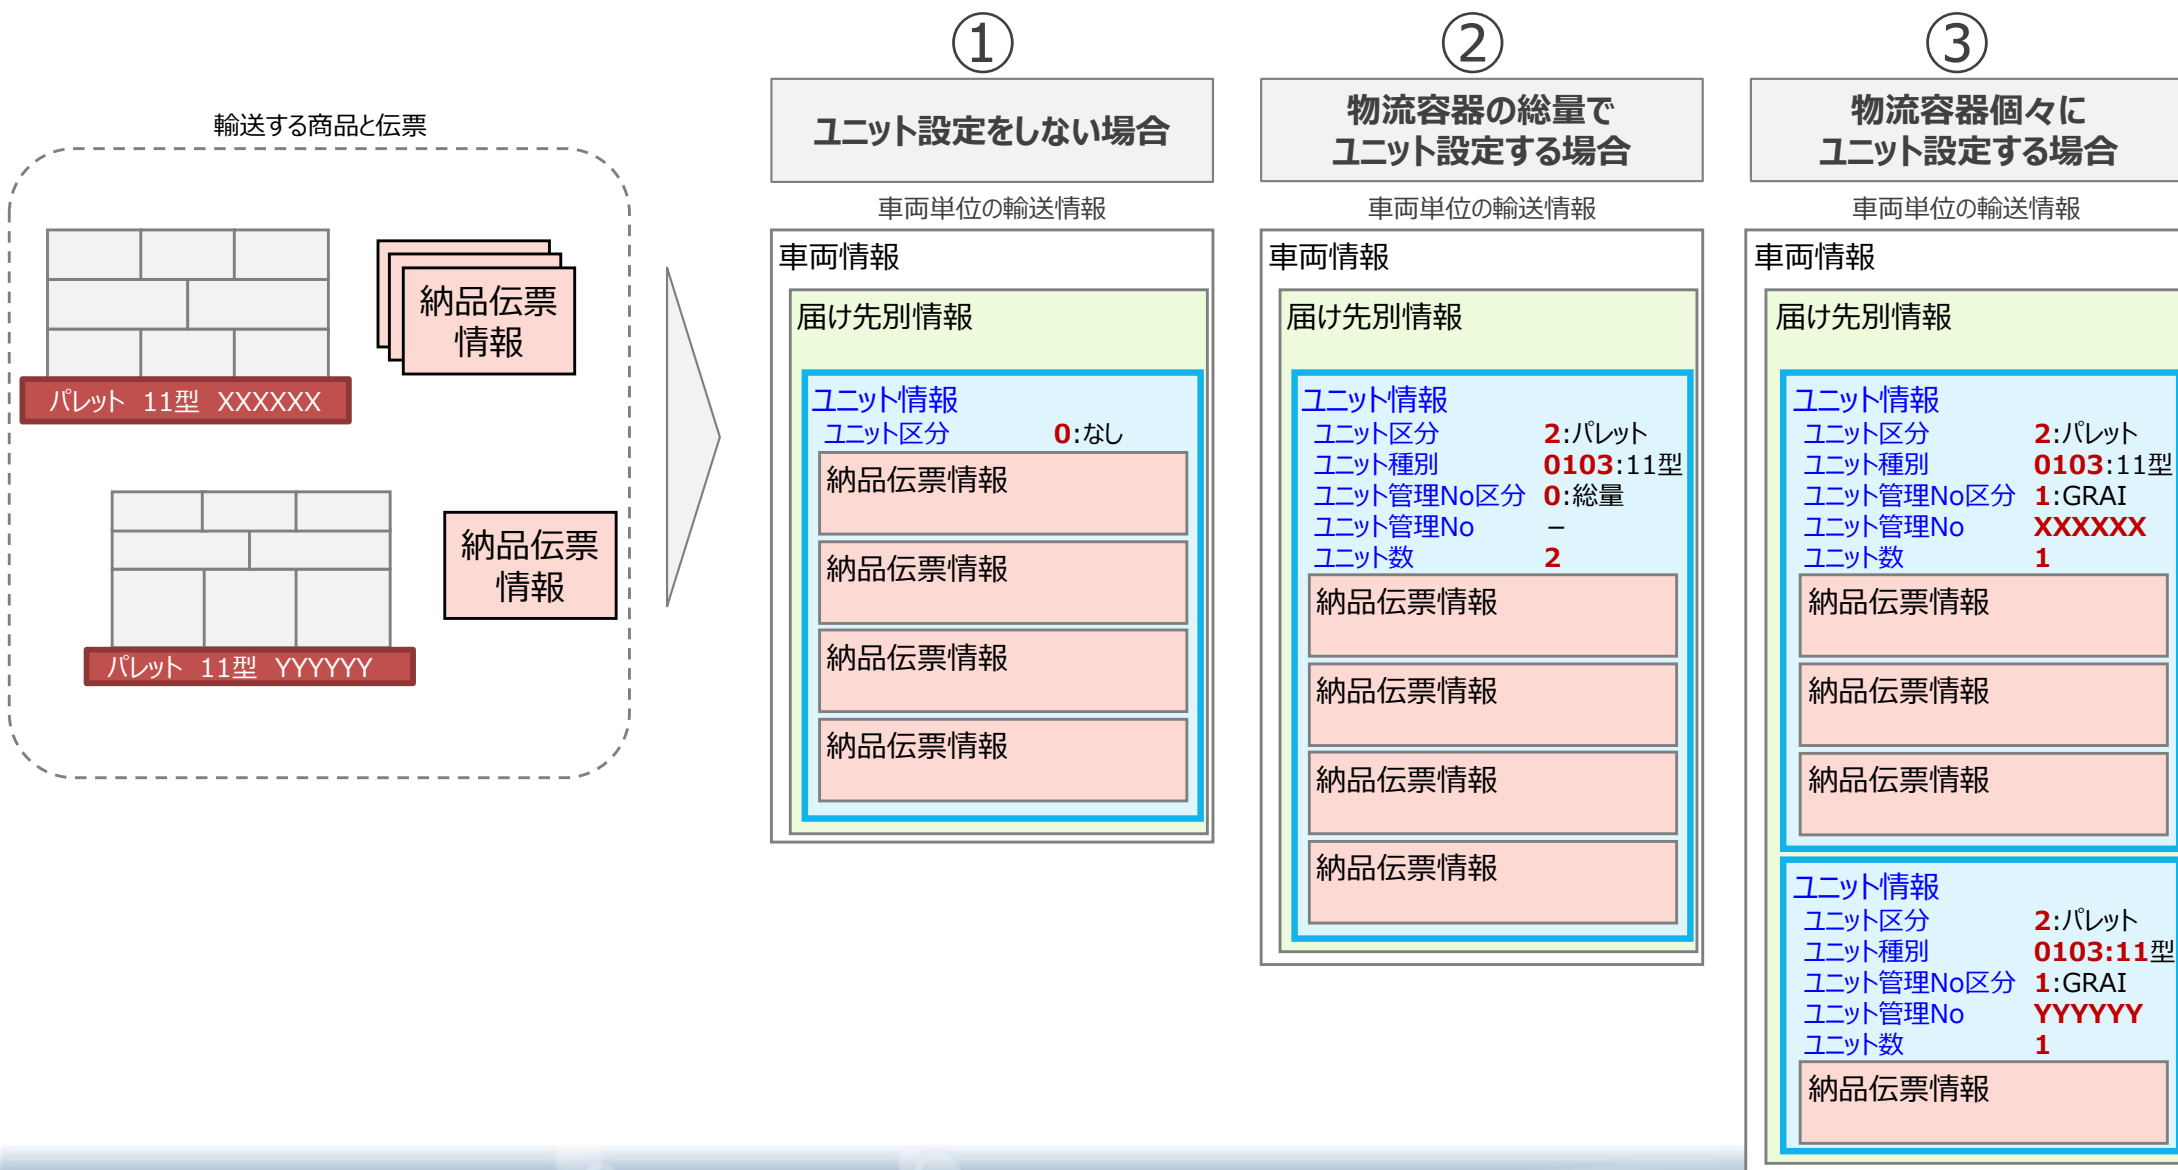 輸送する商品と伝票
納品伝票
情報
パレット 11型 XXXXXX
納品伝票
情報
パレット 11型 YYYYYY
①
ユニット設定をしない場合
車両単位の輸送情報
車両情報
届け先別情報
ユニット情報
ユニット区分 0:なし
納品伝票情報
納品伝票情報
納品伝票情報
納品伝票情報
②
物流容器の総量で
ユニット設定する場合
車両単位の輸送情報
車両情報
届け先別情報
ユニット情報
ユニット区分 2:パレット
ユニット種別 0103:11型
ユニット管理No区分 0:総量
ユニット管理No －
ユニット数 2
納品伝票情報
納品伝票情報
納品伝票情報
納品伝票情報
③
物流容器個々に
ユニット設定する場合
車両単位の輸送情報
車両情報
届け先別情報
ユニット情報
ユニット区分 2:パレット
ユニット種別 0103:11型
ユニット管理No区分 1:GRAI
ユニット管理No XXXXXX
ユニット数 1
納品伝票情報
納品伝票情報
納品伝票情報
ユニット情報
ユニット区分 2:パレット
ユニット種別 0103:11型
ユニット管理No区分 1:GRAI
ユニット管理No YYYYYY
ユニット数 1
納品伝票情報